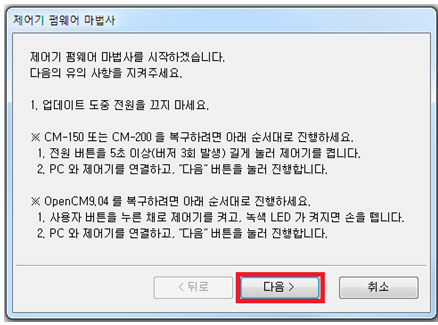 제어기 펌웨어 마법사
제어기 펌웨어 마법사를 시작하겠습니다.
다음의 유의 사항을 지켜주세요.
1. 업데이트 도중 전원을 끄지 마세요.
※ CM-150 또는 CM-200 을 복구하려면 아래 순서대로 진행하세요.
1. 전원 버튼을 5초 이상(버저 3회 발생) 길게 눌러 제어기를 켭니다.
2. PC 와 제어기를 연결하고, "다음" 버튼을 눌러 진행합니다.
※ OpenCM9.04 를 복구하려면 아래 순서대로 진행하세요.
1. 사용자 버튼을 누른 채로 제어기를 켜고, 녹색 LED 가 켜지면 손을 뗍니다.
2. PC 와 제어기를 연결하고, "다음" 버튼을 눌러 진행합니다.
< 뒤로 다음 > 취소